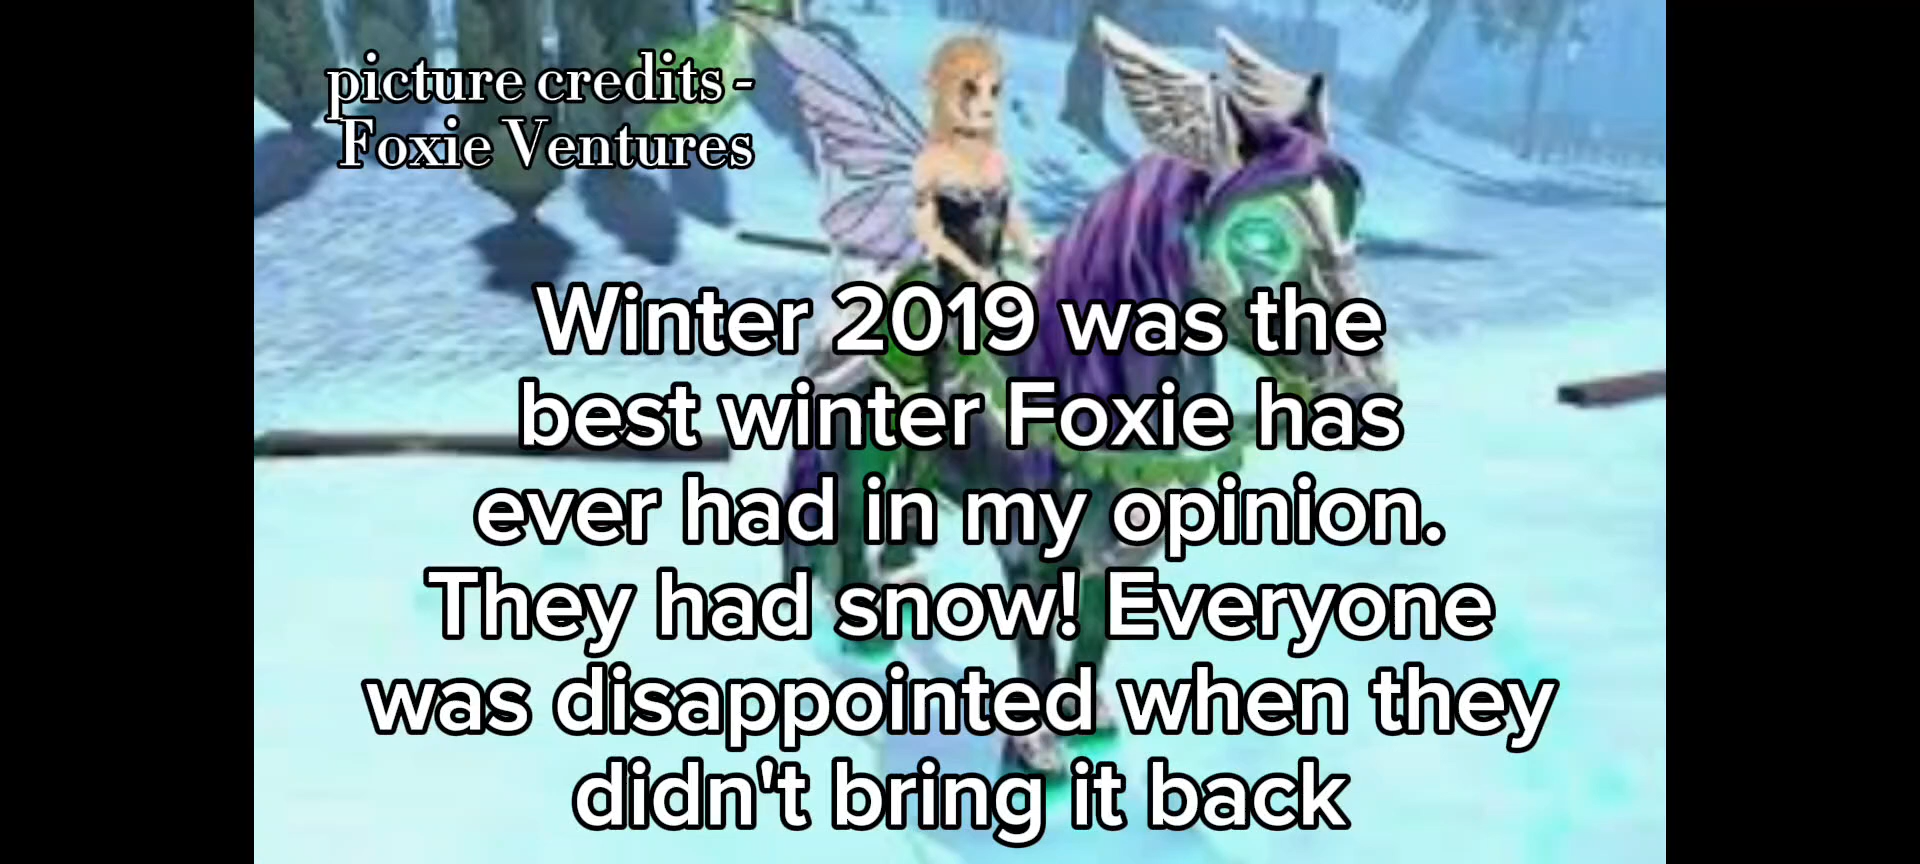 picture credits -
Foxie Ventures
Winter 2019 was the
best winter Foxie has
ever had in my opinion.
They had snow! Everyone
was disappointed when they
didn't bring it back